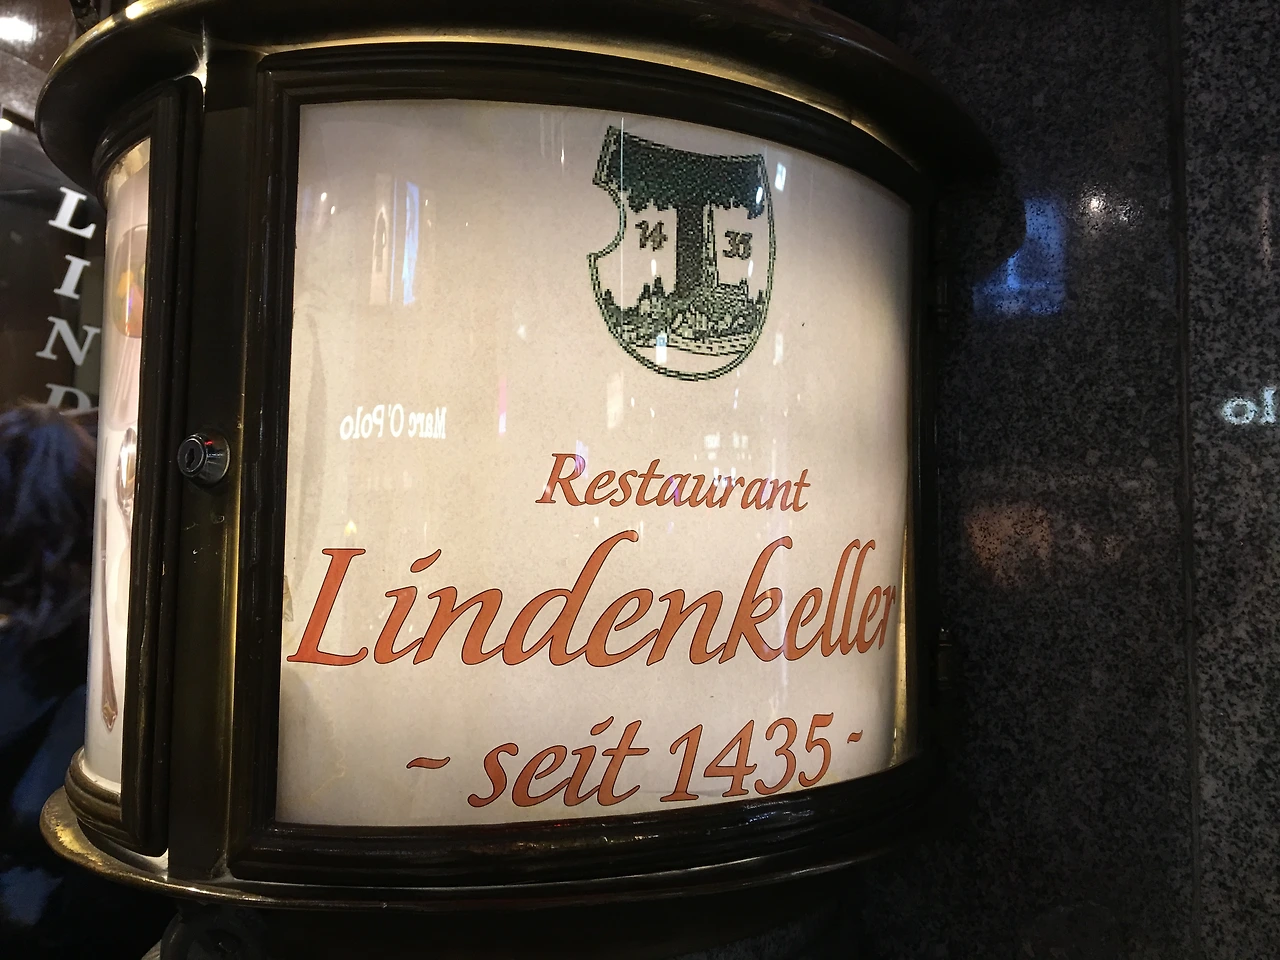 L
I
N
D
14 35
Marc O'Polo
Restaurant
Lindenkeller
- seit 1435 -